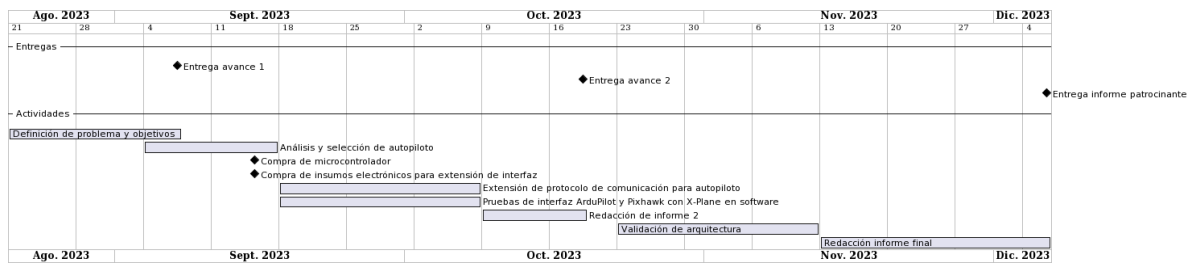 Ago. 2023 Sept. 2023 Oct. 2023 Nov. 2023 Dic. 2023
21 28 4 11 18 25 2 9 16 23 30 6 13 20 27 4
Entregas
Entrega avance 1
Entrega avance 2
Entrega informe patrocinante
Actividades
Definición de problema y objetivos
Análisis y selección de autopiloto
Compra de microcontrolador
Compra de insumos electrónicos para extensión de interfaz
Extensión de protocolo de comunicación para autopiloto
Pruebas de interfaz ArduPilot y Pixhawk con X-Plane en software
Redacción de informe 2
Validación de arquitectura
Redacción informe final
Ago. 2023 Sept. 2023 Oct. 2023 Nov. 2023 Dic. 2023